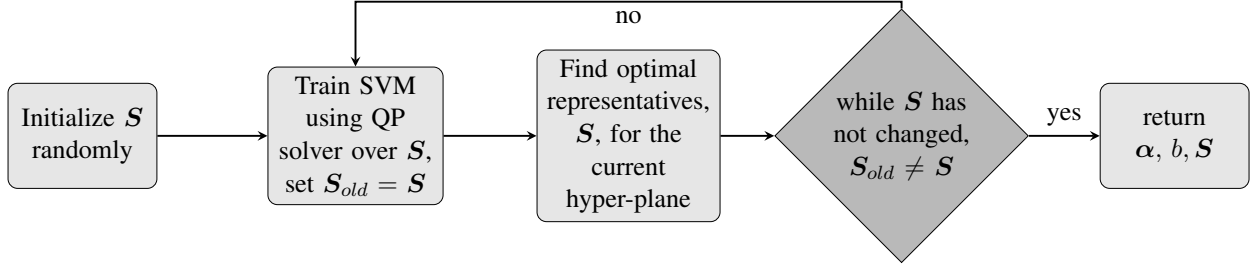 no
Initialize S
randomly
Train SVM
using QP
solver over S,
set S_old = S
Find optimal
representatives,
S, for the
current
hyper-plane
while S has
not changed,
S_old ≠ S
yes
return
α, b, S